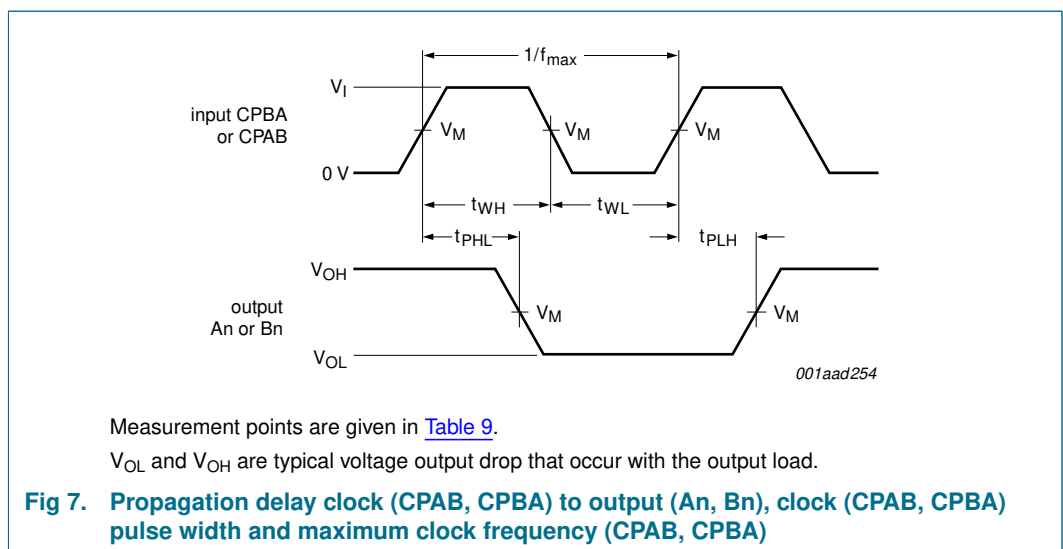 1/fmax
VI
input CPBA
or CPAB
VM
VM
VM
0 V
tWH
tWL
tPHL
tPLH
VOH
output
An or Bn
VM
VM
VOL
001aad254
Measurement points are given in Table 9.
VOL and VOH are typical voltage output drop that occur with the output load.
Fig 7. Propagation delay clock (CPAB, CPBA) to output (An, Bn), clock (CPAB, CPBA)
pulse width and maximum clock frequency (CPAB, CPBA)